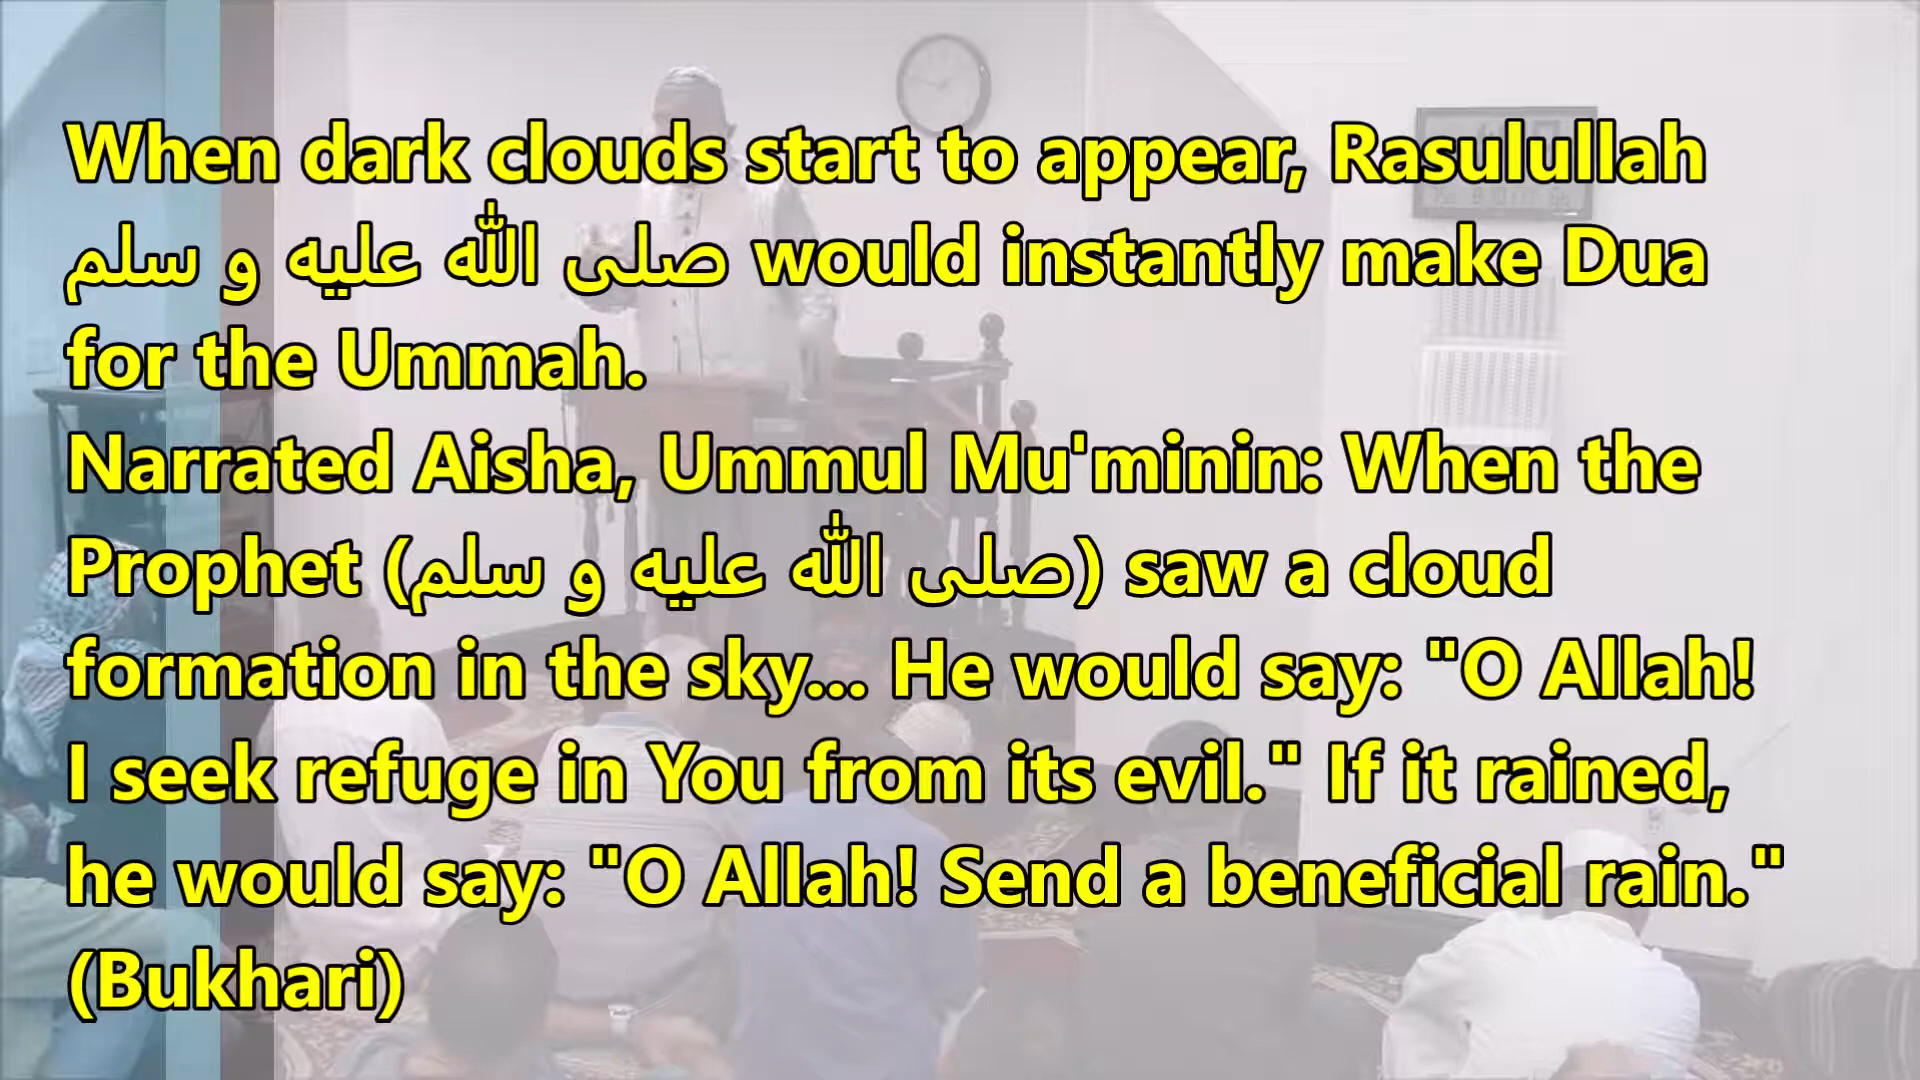 When dark clouds start to appear, Rasulullah
صلى الله عليه و سلم would instantly make Dua
for the Ummah.
Narrated Aisha, Ummul Mu'minin: When the
Prophet (صلى الله عليه و سلم) saw a cloud
formation in the sky... He would say: "O Allah!
I seek refuge in You from its evil." If it rained,
he would say: "O Allah! Send a beneficial rain."
(Bukhari)